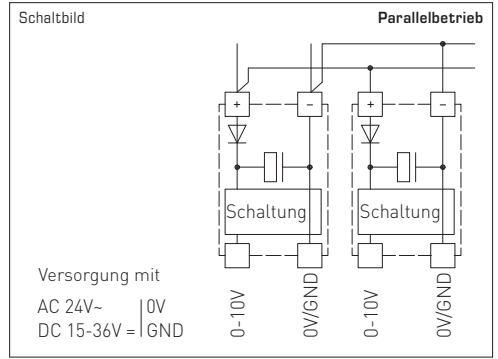 Schaltbild
Parallelbetrieb
+ − + −
Schaltung Schaltung
Versorgung mit
AC 24V~ | 0V
DC 15-36V = | GND
0-10V
0V/GND
0-10V
0V/GND